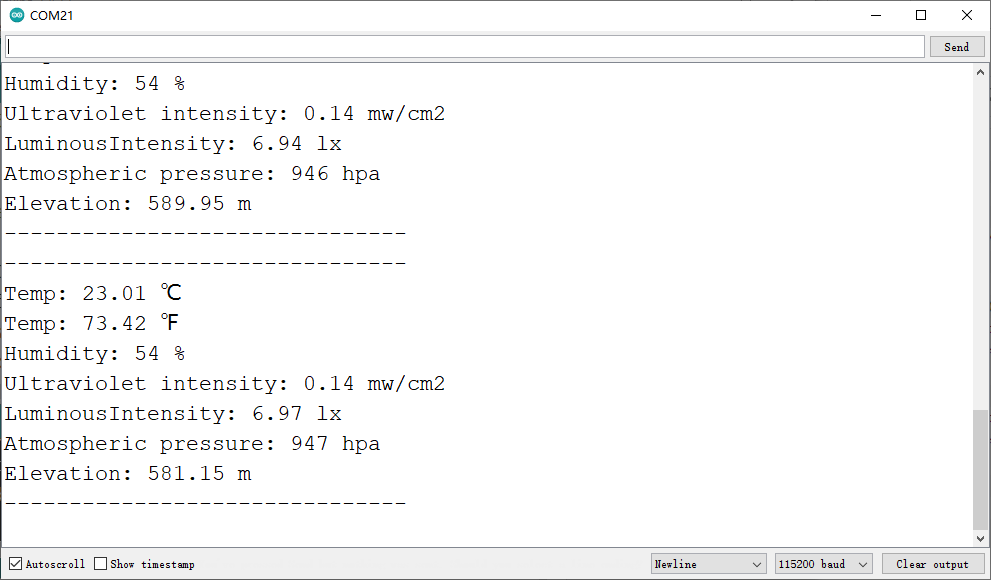 COM21
Send
Humidity: 54 %
Ultraviolet intensity: 0.14 mw/cm2
LuminousIntensity: 6.94 lx
Atmospheric pressure: 946 hpa
Elevation: 589.95 m
-------------------------------
-------------------------------
Temp: 23.01 ℃
Temp: 73.42 ℉
Humidity: 54 %
Ultraviolet intensity: 0.14 mw/cm2
LuminousIntensity: 6.97 lx
Atmospheric pressure: 947 hpa
Elevation: 581.15 m
-------------------------------
Autoscroll Show timestamp Newline 115200 baud Clear output